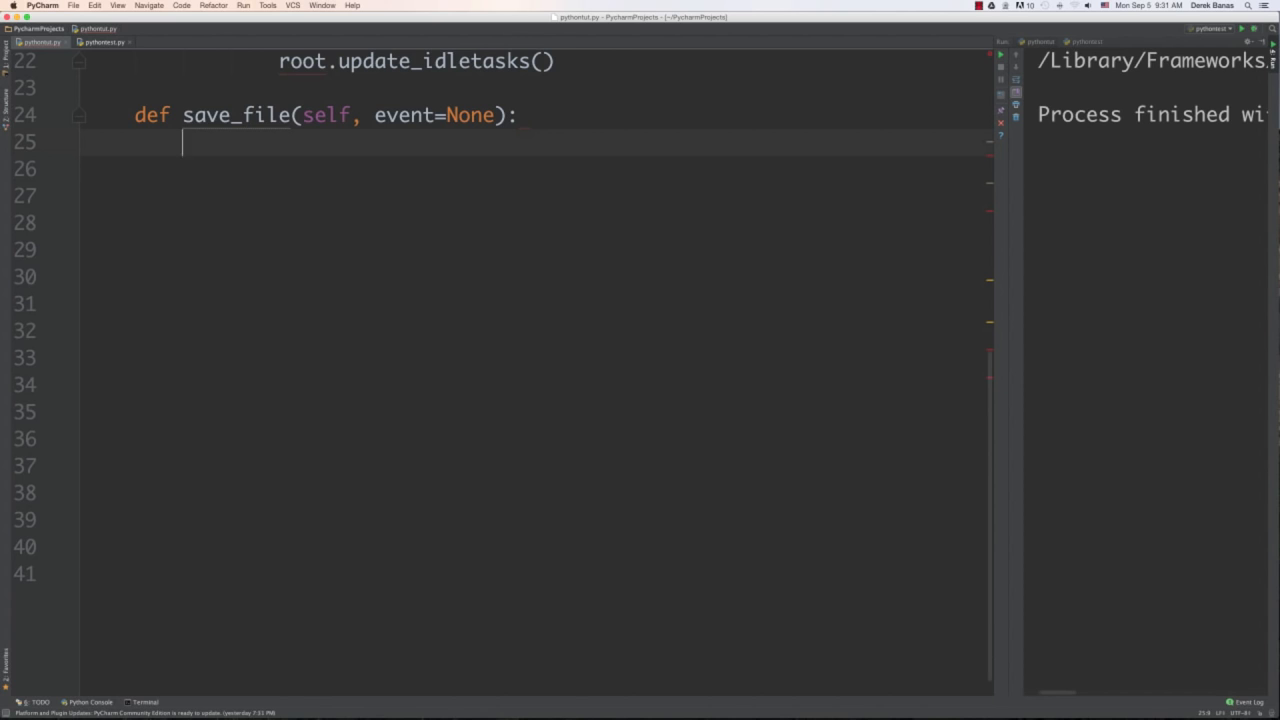 PyCharm File Edit View Navigate Code Refactor Run Tools VCS Window Help 10 Mon Sep 5 9:31 AM Derek Banas
pythontut.py - PycharmProjects - [~/PycharmProjects]
PycharmProjects pythontut.py pythontest
pythontut.py pythontest.py Run: pythontut pythontest
22 root.update_idletasks() /Library/Frameworks
23
24 def save_file(self, event=None): Process finished wi
25
26
27
28
29
30
31
32
33
34
35
36
37
38
39
40
41
Project
Structure
Favorites
Run
6: TODO Python Console Terminal Event Log
Platform and Plugin Updates: PyCharm Community Edition is ready to update. (yesterday 7:31 PM) 25:9 LF UTF-8